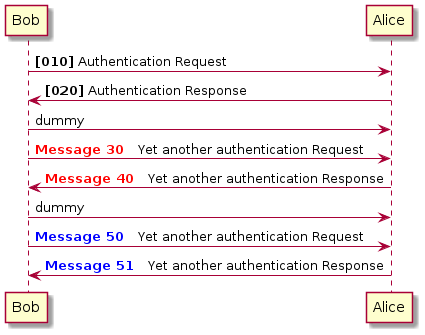 Bob Alice
[010] Authentication Request
[020] Authentication Response
dummy
Message 30 Yet another authentication Request
Message 40 Yet another authentication Response
dummy
Message 50 Yet another authentication Request
Message 51 Yet another authentication Response
Bob Alice